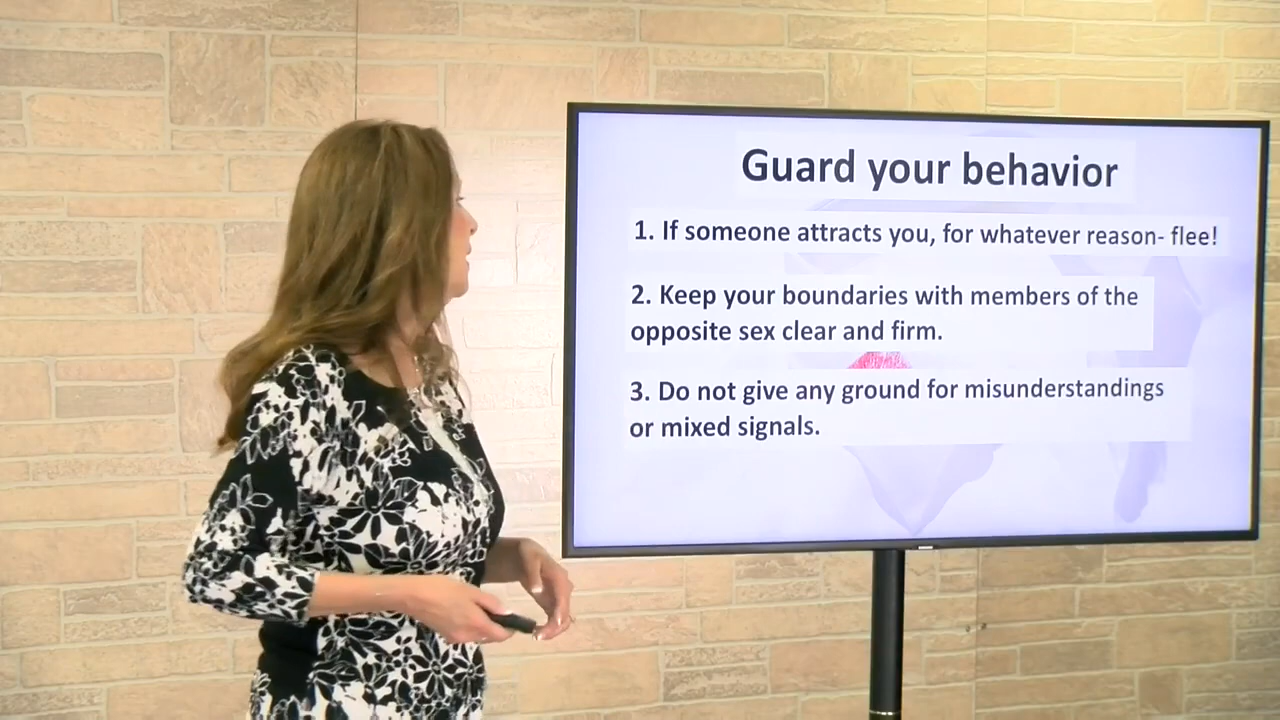 Guard your behavior
1. If someone attracts you, for whatever reason- flee!
2. Keep your boundaries with members of the
opposite sex clear and firm.
3. Do not give any ground for misunderstandings
or mixed signals.